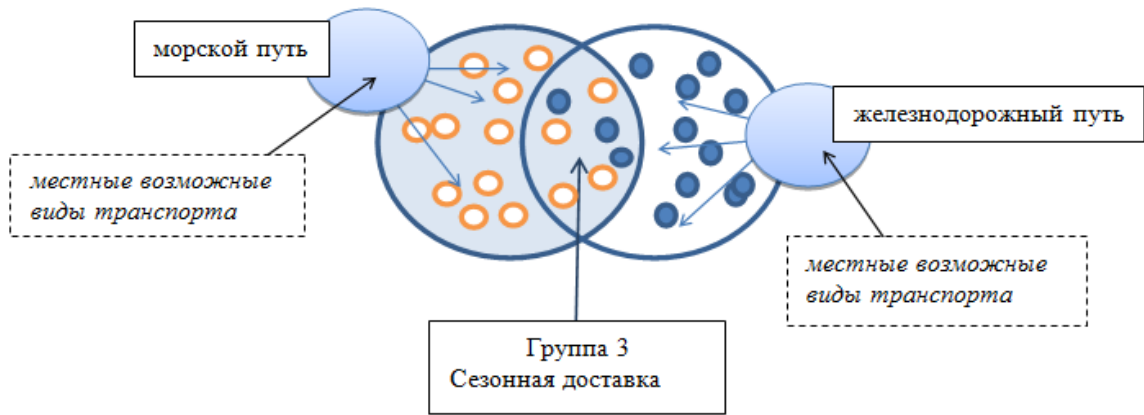 морской путь
железнодорожный путь
местные возможные
виды транспорта
местные возможные
виды транспорта
Группа 3
Сезонная доставка